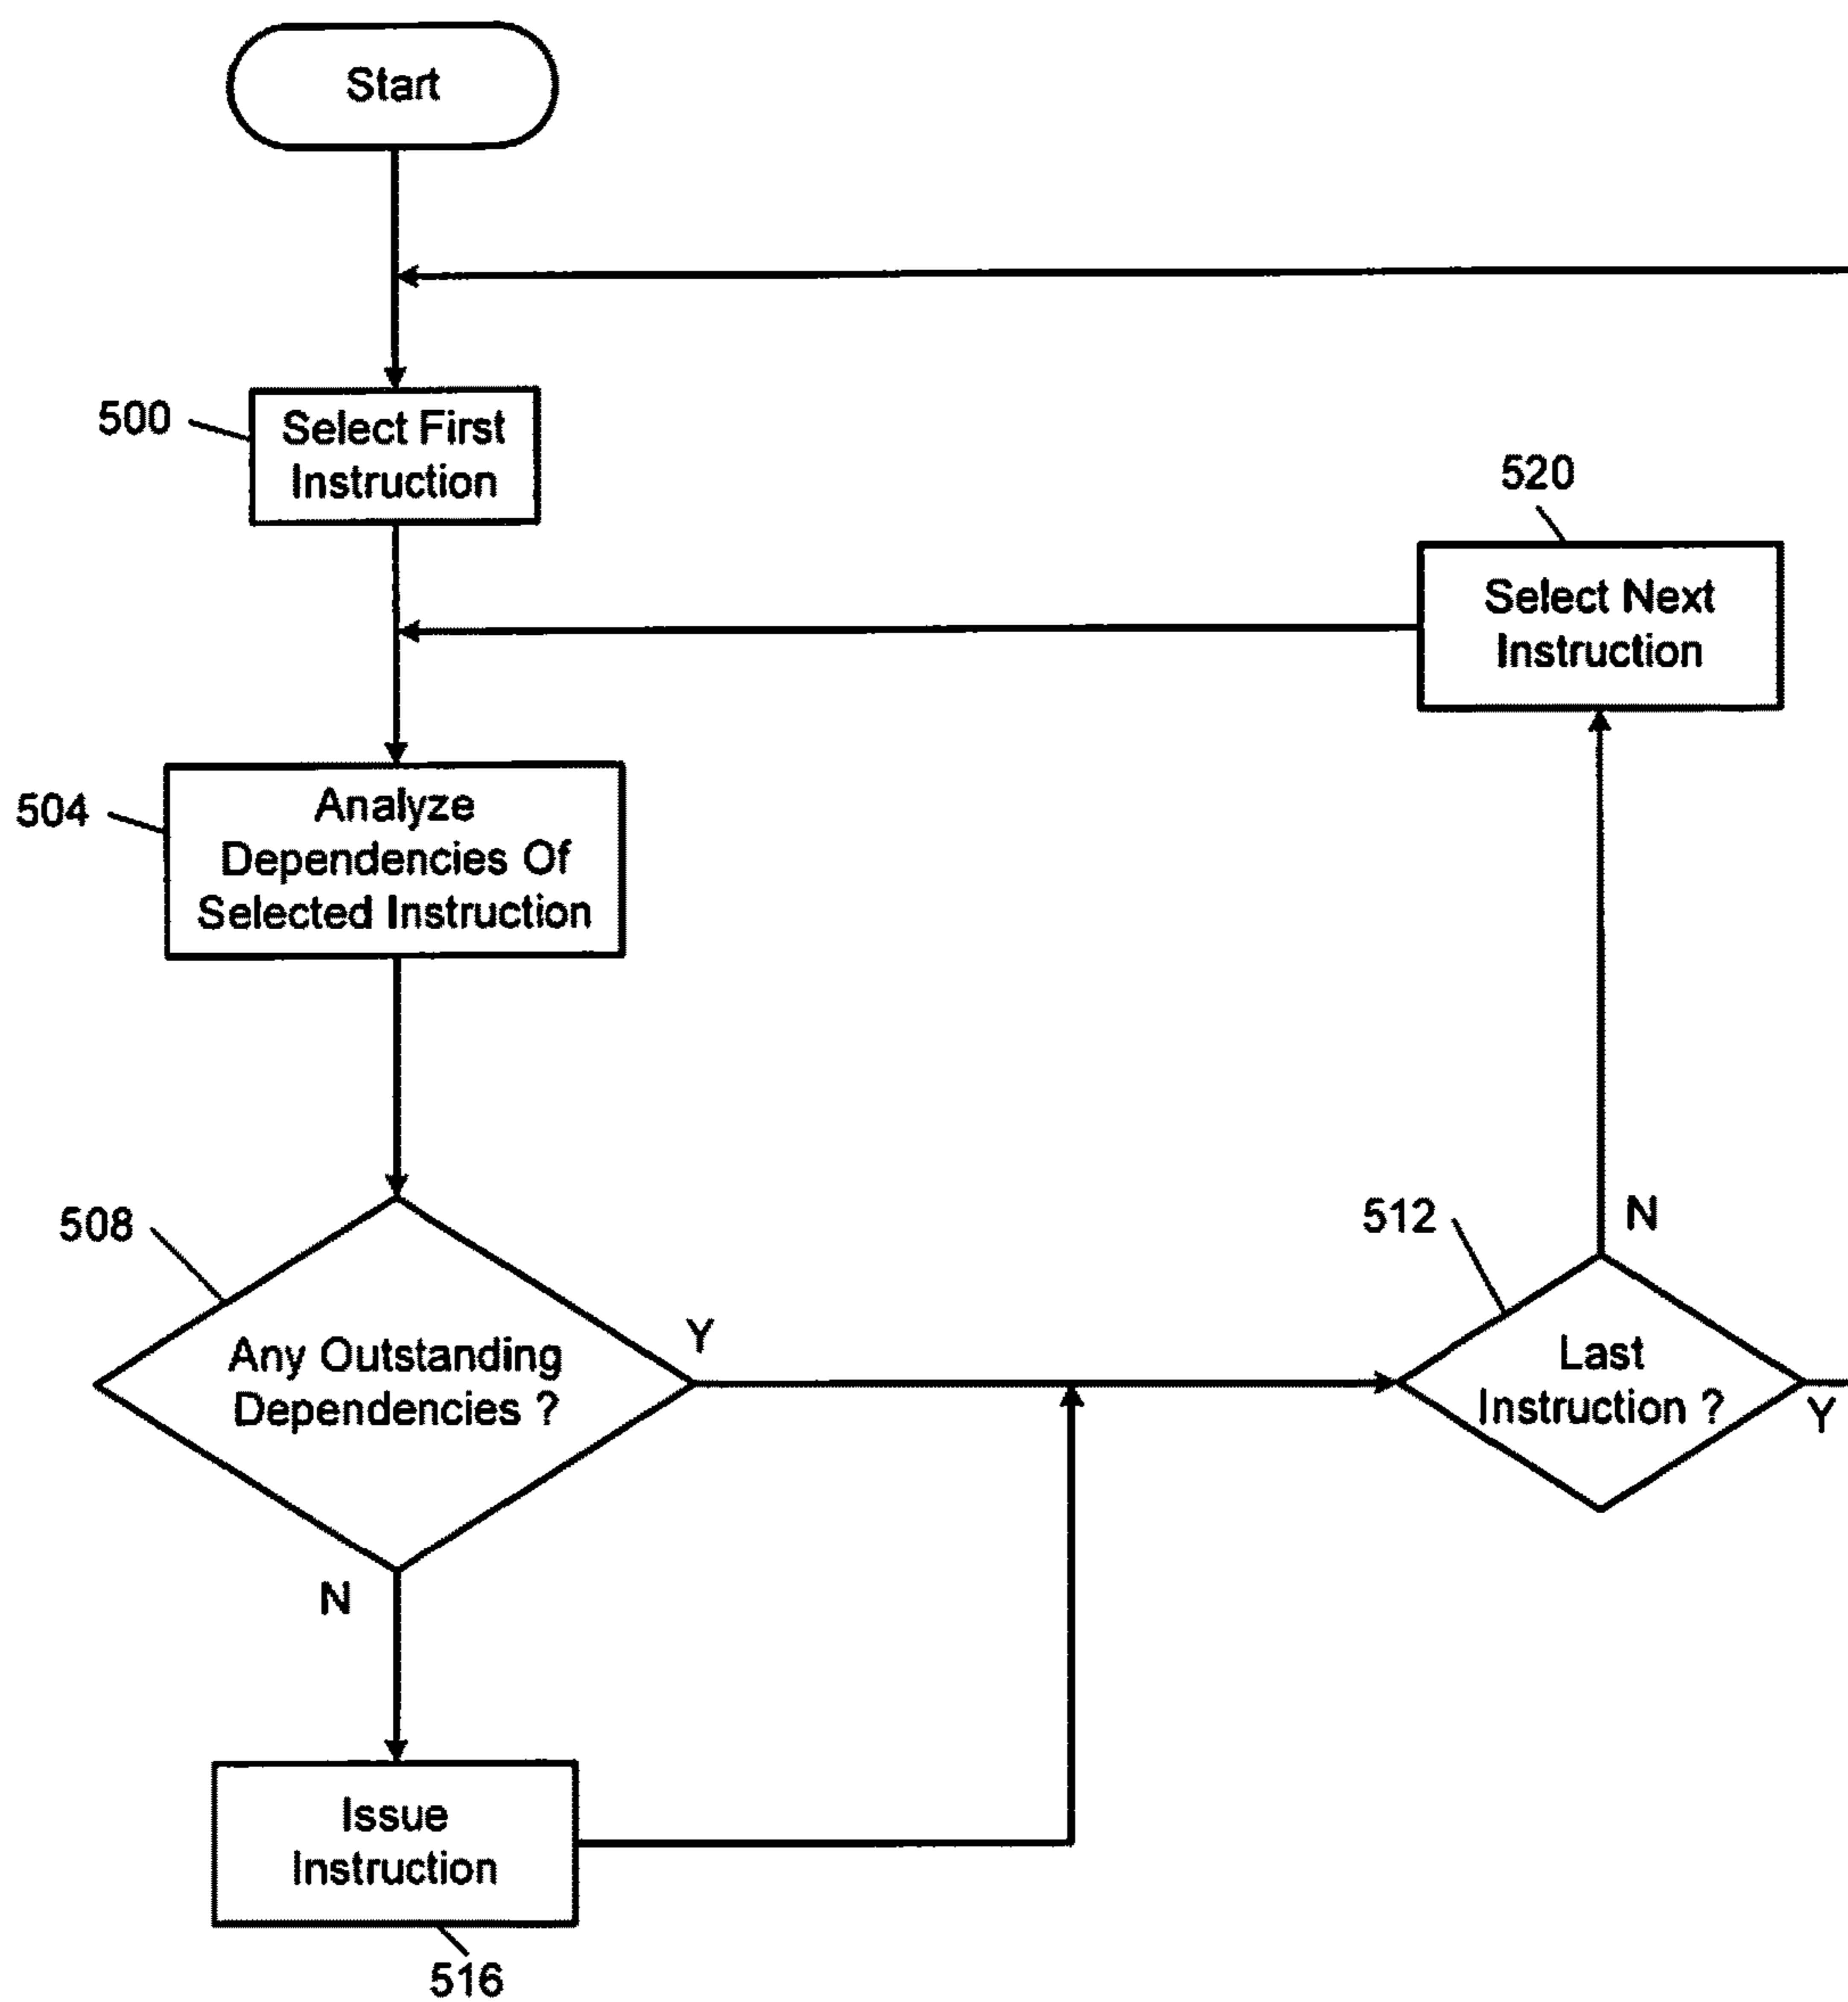 Start
500
Select First
Instruction
520
Select Next
Instruction
504
Analyze
Dependencies Of
Selected Instruction
508
Any Outstanding
Dependencies ?
Y
N
512
N
Last
Instruction ?
Y
Issue
Instruction
516